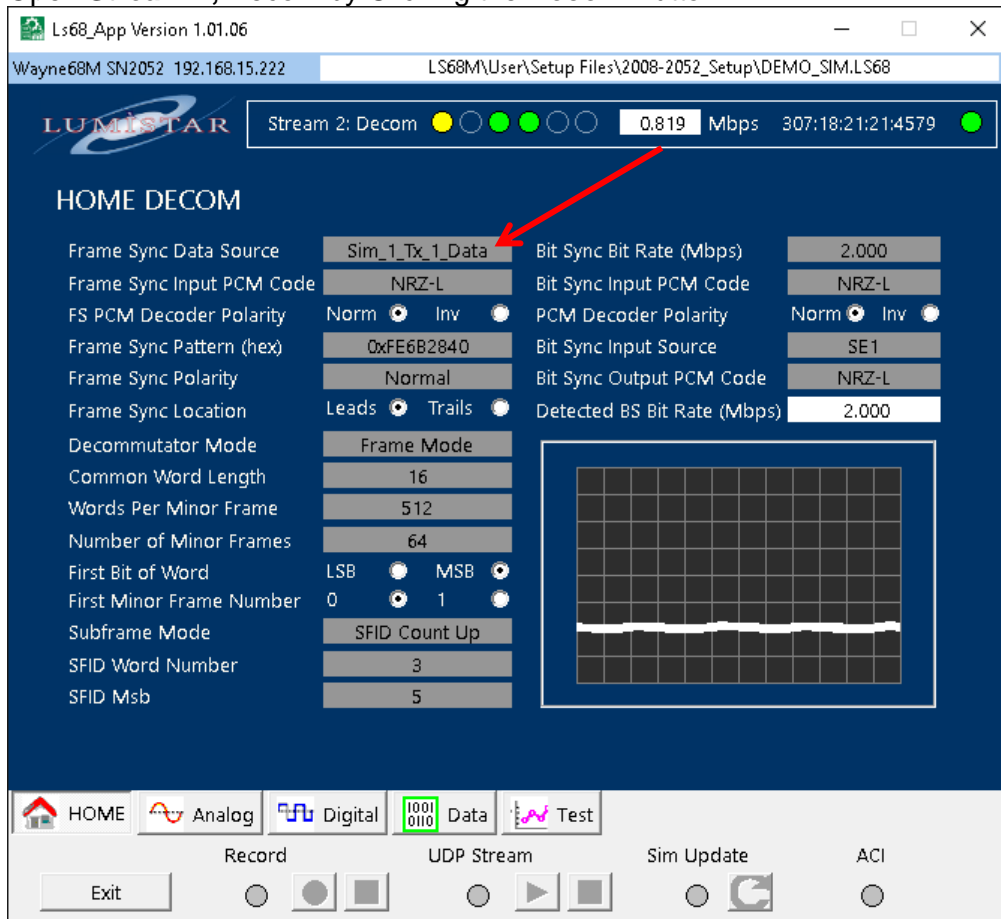 Ls68_App Version 1.01.06
Wayne68M SN2052 192.168.15.222 LS68M\User\Setup Files\2008-2052_Setup\DEMO_SIM.LS68
LUMISTAR Stream 2: Decom 0.819 Mbps 307:18:21:21:4579
HOME DECOM
Frame Sync Data Source Sim_1_Tx_1_Data Bit Sync Bit Rate (Mbps) 2.000
Frame Sync Input PCM Code NRZ-L Bit Sync Input PCM Code NRZ-L
FS PCM Decoder Polarity Norm Inv PCM Decoder Polarity Norm Inv
Frame Sync Pattern (hex) 0xFE6B2840 Bit Sync Input Source SE1
Frame Sync Polarity Normal Bit Sync Output PCM Code NRZ-L
Frame Sync Location Leads Trails Detected BS Bit Rate (Mbps) 2.000
Decommutator Mode Frame Mode
Common Word Length 16
Words Per Minor Frame 512
Number of Minor Frames 64
First Bit of Word LSB MSB
First Minor Frame Number 0 1
Subframe Mode SFID Count Up
SFID Word Number 3
SFID Msb 5
HOME Analog Digital 1001 0110 Data Test
Record UDP Stream Sim Update ACI
Exit